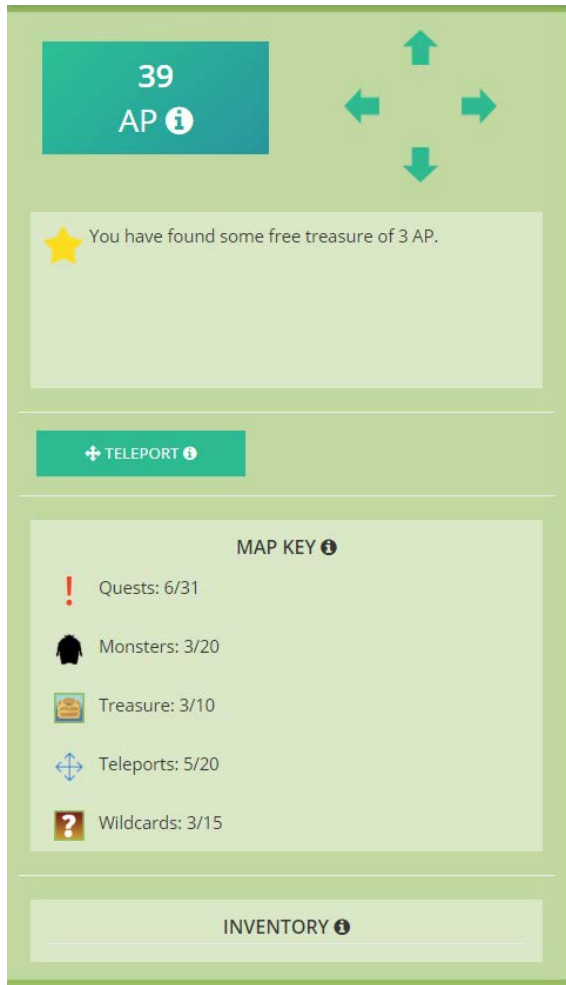 39
AP
You have found some free treasure of 3 AP.
TELEPORT
MAP KEY
Quests: 6/31
Monsters: 3/20
Treasure: 3/10
Teleports: 5/20
Wildcards: 3/15
INVENTORY